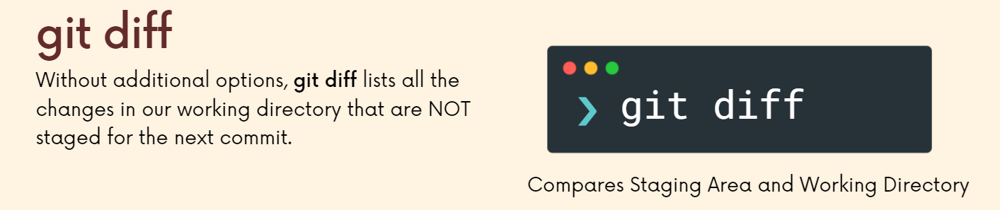 git diff
Without additional options, git diff lists all the
changes in our working directory that are NOT
staged for the next commit.
❯ git diff
Compares Staging Area and Working Directory